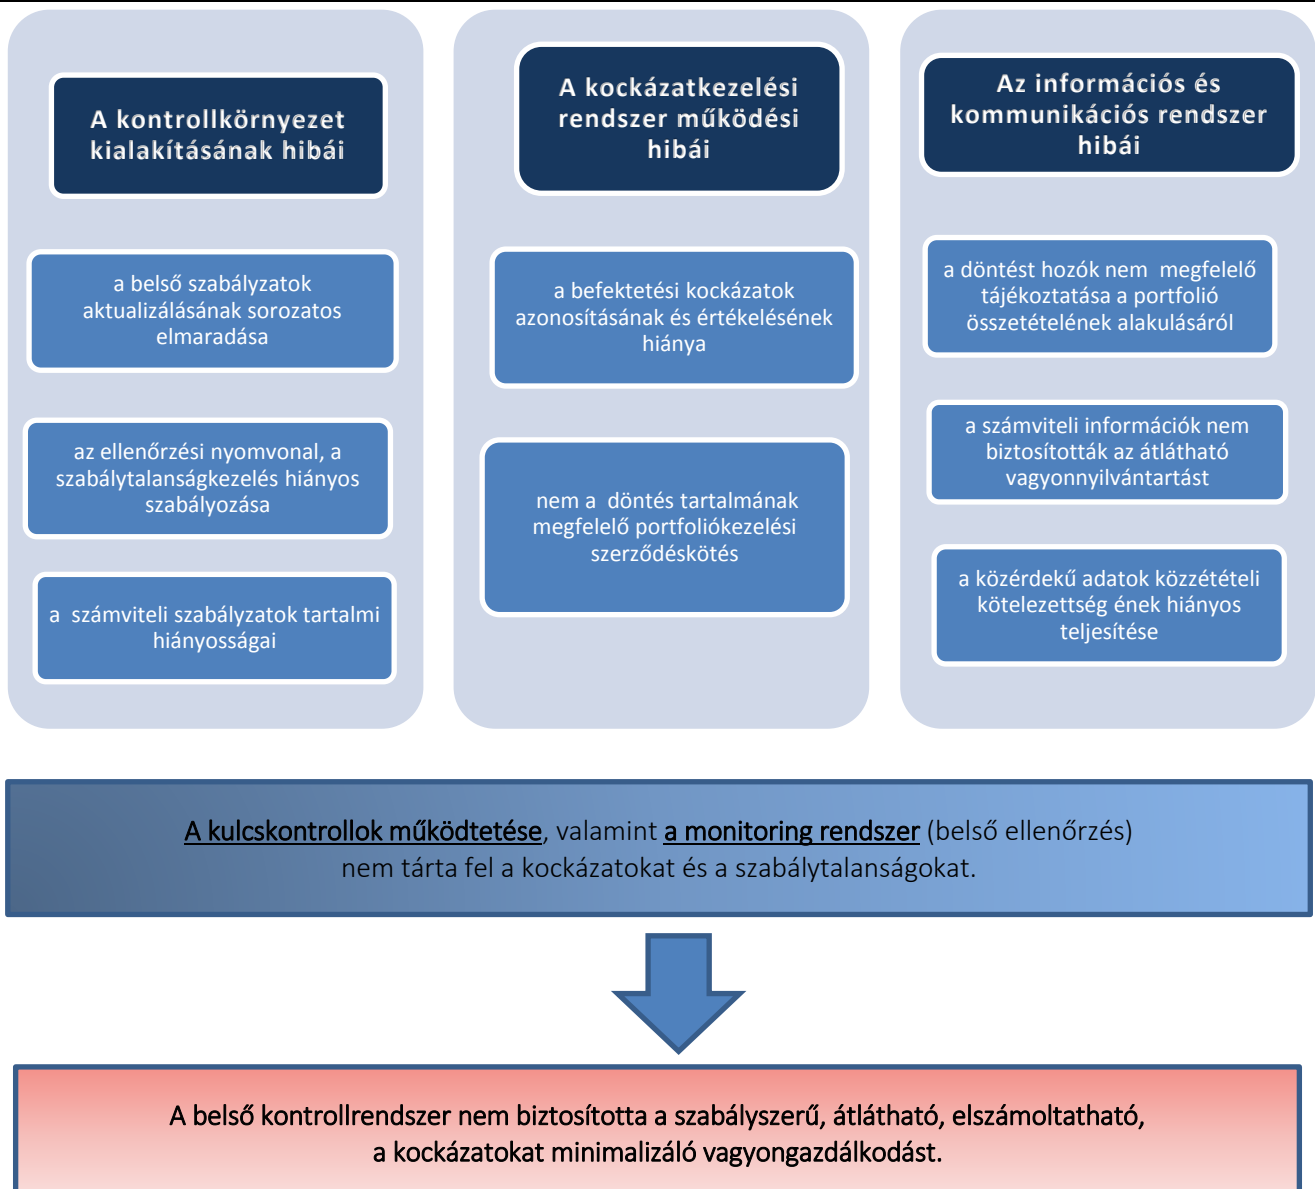 A kontrollkörnyezet
kialakításának hibái
a belső szabályzatok
aktualizálásának sorozatos
elmaradása
az ellenőrzési nyomvonal, a
szabálytalanságkezelés hiányos
szabályozása
a számviteli szabályzatok tartalmi
hiányosságai
A kockázatkezelési
rendszer működési
hibái
a befektetési kockázatok
azonosításának és értékelésének
hiánya
nem a döntés tartalmának
megfelelő portfoliókezelési
szerződéskötés
Az információs és
kommunikációs rendszer
hibái
a döntést hozók nem megfelelő
tájékoztatása a portfolió
összetételének alakulásáról
a számviteli információk nem
biztosították az átlátható
vagyonnyilvántartást
a közérdekű adatok közzétételi
kötelezettség ének hiányos
teljesítése
A kulcskontrollok működtetése, valamint a monitoring rendszer (belső ellenőrzés)
nem tárta fel a kockázatokat és a szabálytalanságokat.
A belső kontrollrendszer nem biztosította a szabályszerű, átlátható, elszámoltatható,
a kockázatokat minimalizáló vagyongazdálkodást.